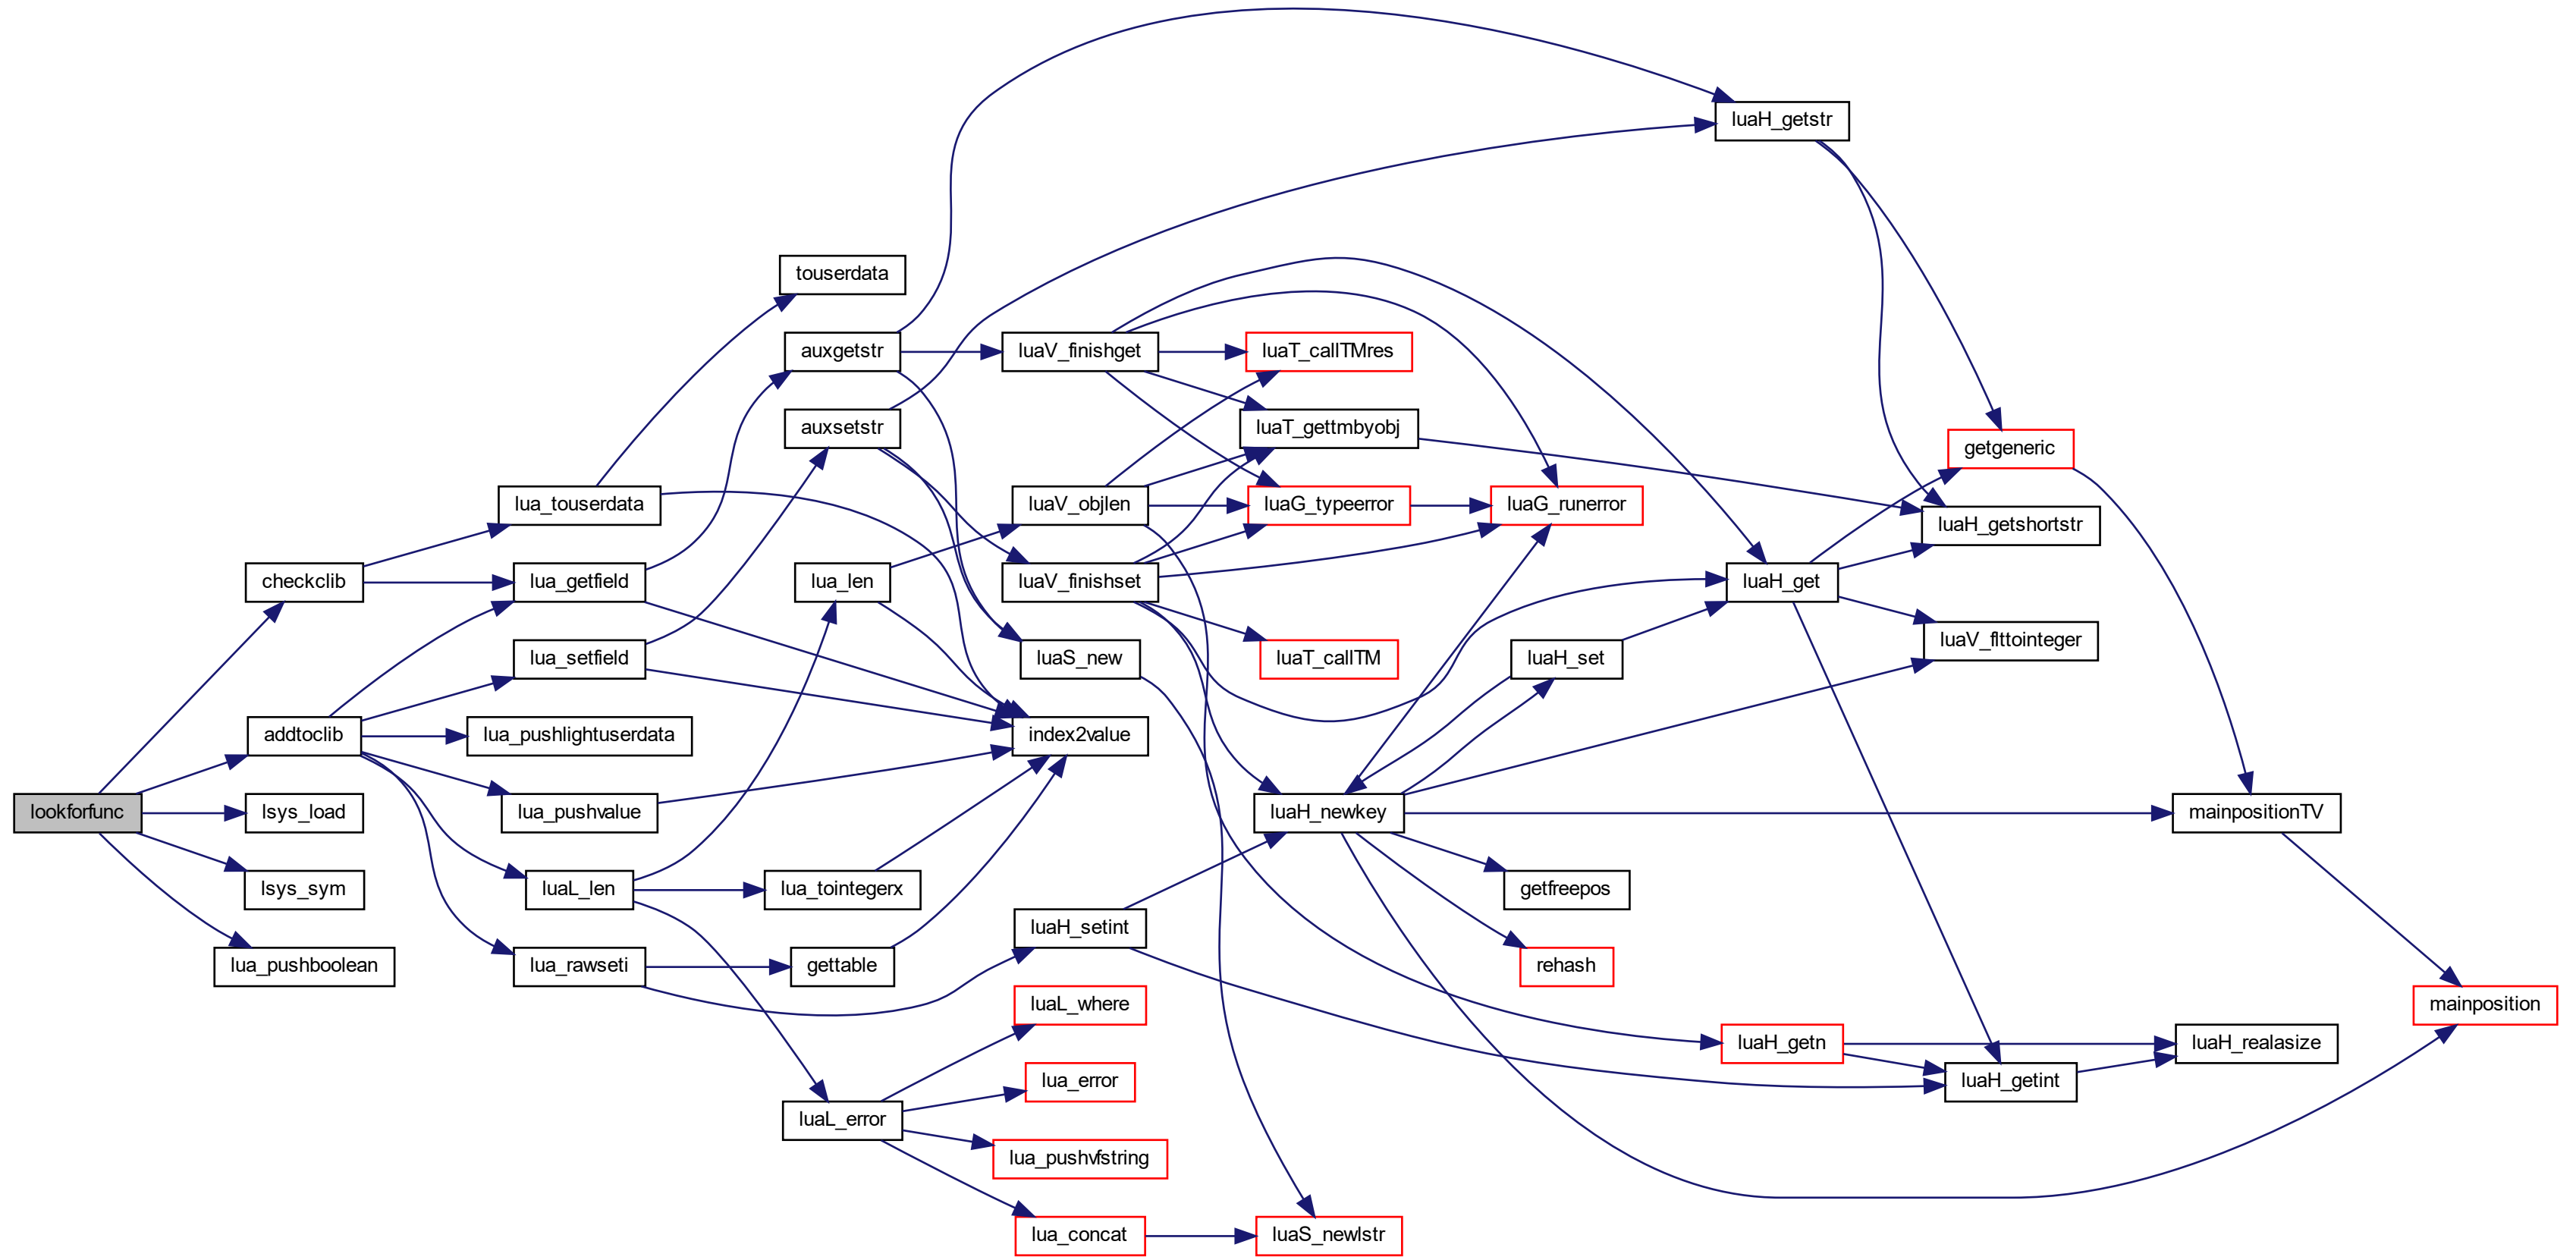 luaH_getstr
touserdata
auxgetstr
luaV_finishget
luaT_callTMres
auxsetstr
luaT_gettmbyobj
getgeneric
lua_touserdata
luaV_objlen
luaG_typeerror
luaG_runerror
luaH_getshortstr
checkclib
lua_getfield
lua_len
luaV_finishset
luaH_get
lua_setfield
luaS_new
luaT_callTM
luaH_set
luaV_flttointeger
addtoclib
lua_pushlightuserdata
index2value
lookforfunc
lsys_load
lua_pushvalue
luaH_newkey
mainpositionTV
lsys_sym
luaL_len
lua_tointegerx
getfreepos
lua_pushboolean
lua_rawseti
gettable
luaH_setint
rehash
luaL_where
mainposition
luaH_getn
luaH_realasize
lua_error
luaH_getint
luaL_error
lua_pushvfstring
lua_concat
luaS_newlstr